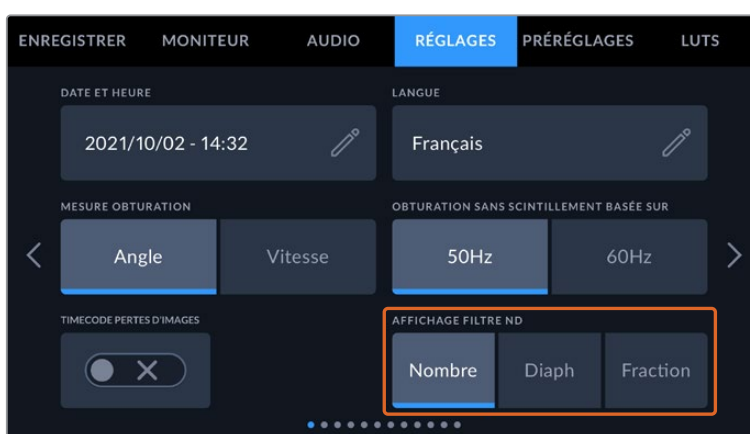 ENREGISTRER MONITEUR AUDIO RÉGLAGES PRÉRÉGLAGES LUTS
DATE ET HEURE LANGUE
2021/10/02 - 14:32 Français
MESURE OBTURATION OBTURATION SANS SCINTILLEMENT BASÉE SUR
Angle Vitesse 50Hz 60Hz
TIMECODE PERTES D'IMAGES AFFICHAGE FILTRE ND
Nombre Diaph Fraction